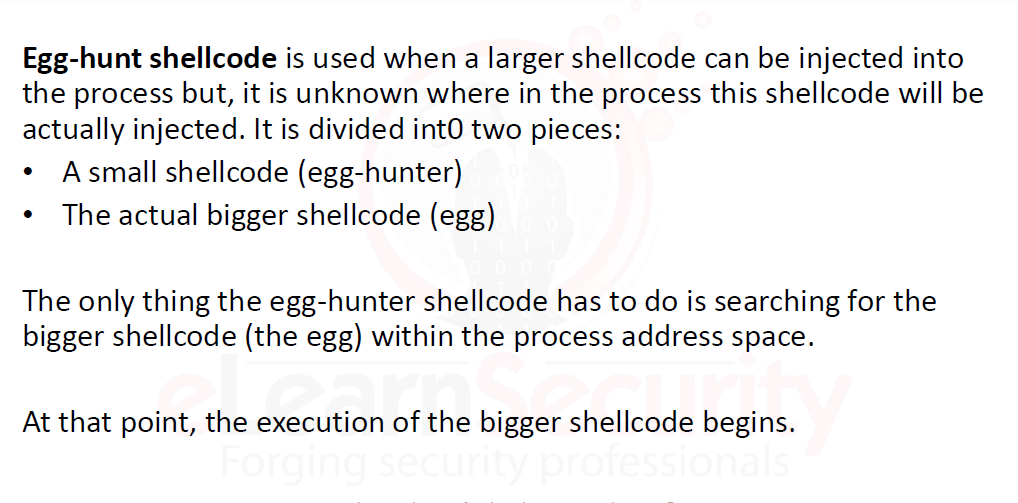 Egg-hunt shellcode is used when a larger shellcode can be injected into
the process but, it is unknown where in the process this shellcode will be
actually injected. It is divided int0 two pieces:
• A small shellcode (egg-hunter)
• The actual bigger shellcode (egg)
The only thing the egg-hunter shellcode has to do is searching for the
bigger shellcode (the egg) within the process address space.
eLearnSecurity
At that point, the execution of the bigger shellcode begins.
Forging security professionals